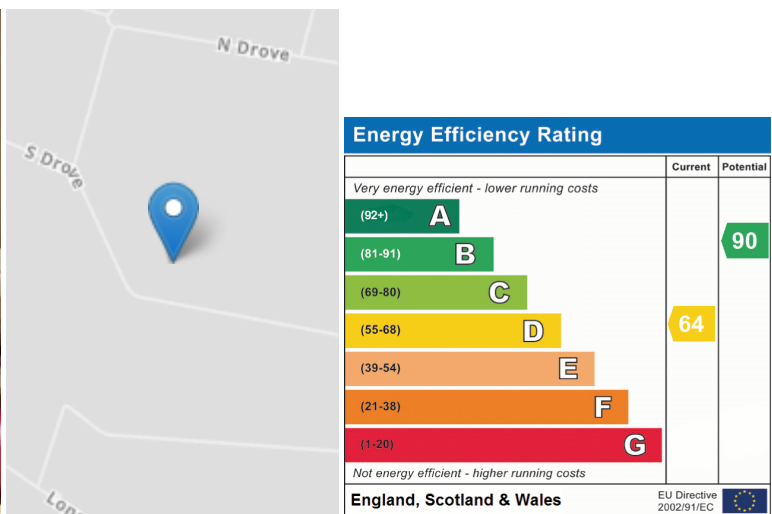 N Drove
S Drove
Energy Efficiency Rating
Current Potential
Very energy efficient - lower running costs
(92+) A
(81-91) B
90
(69-80) C
(55-68) D
64
(39-54) E
(21-38) F
(1-20) G
Not energy efficient - higher running costs
England, Scotland & Wales
EU Directive
2002/91/EC